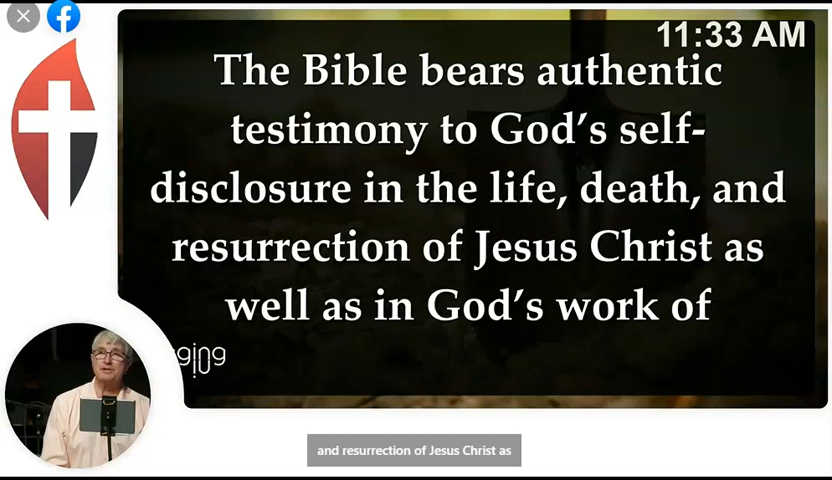 11:33 AM
The Bible bears authentic
testimony to God's self-
disclosure in the life, death, and
resurrection of Jesus Christ as
well as in God's work of
and resurrection of Jesus Christ as